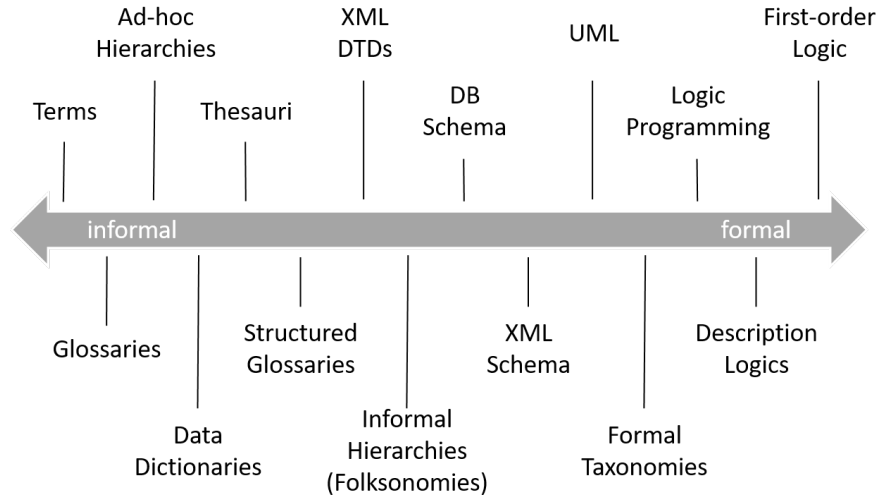 Ad-hoc
Hierarchies
XML
DTDs
UML
First-order
Logic
Terms
Thesauri
DB
Schema
Logic
Programming
informal
formal
Glossaries
Structured
Glossaries
XML
Schema
Description
Logics
Data
Dictionaries
Informal
Hierarchies
(Folksonomies)
Formal
Taxonomies